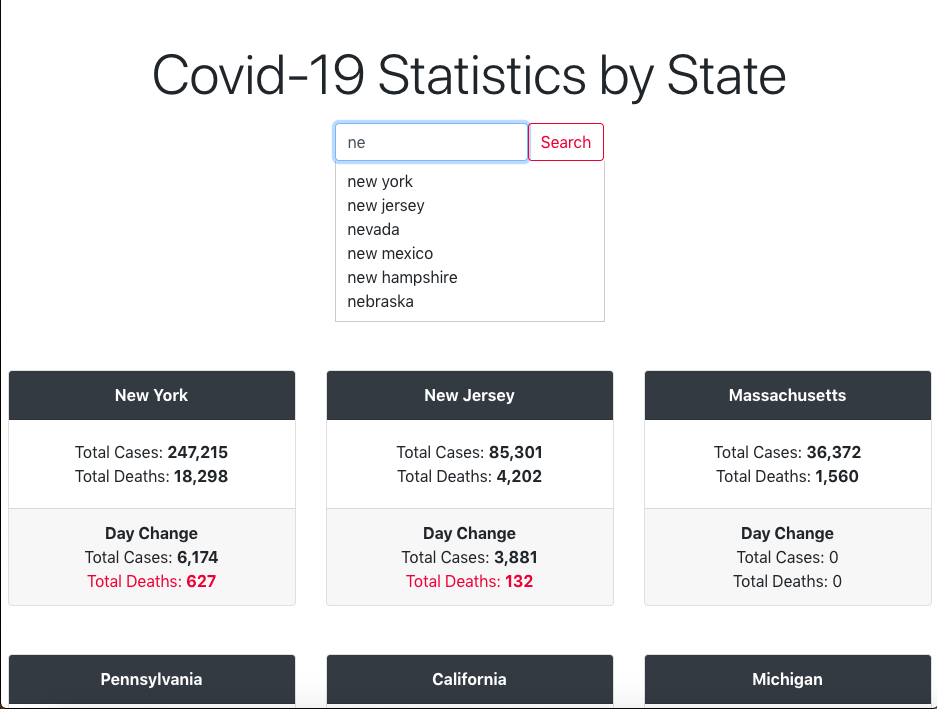 Covid-19 Statistics by State
ne
Search
new york
new jersey
nevada
new mexico
new hampshire
nebraska
New York
Total Cases: 247,215
Total Deaths: 18,298
Day Change
Total Cases: 6,174
Total Deaths: 627
New Jersey
Total Cases: 85,301
Total Deaths: 4,202
Day Change
Total Cases: 3,881
Total Deaths: 132
Massachusetts
Total Cases: 36,372
Total Deaths: 1,560
Day Change
Total Cases: 0
Total Deaths: 0
Pennsylvania
California
Michigan